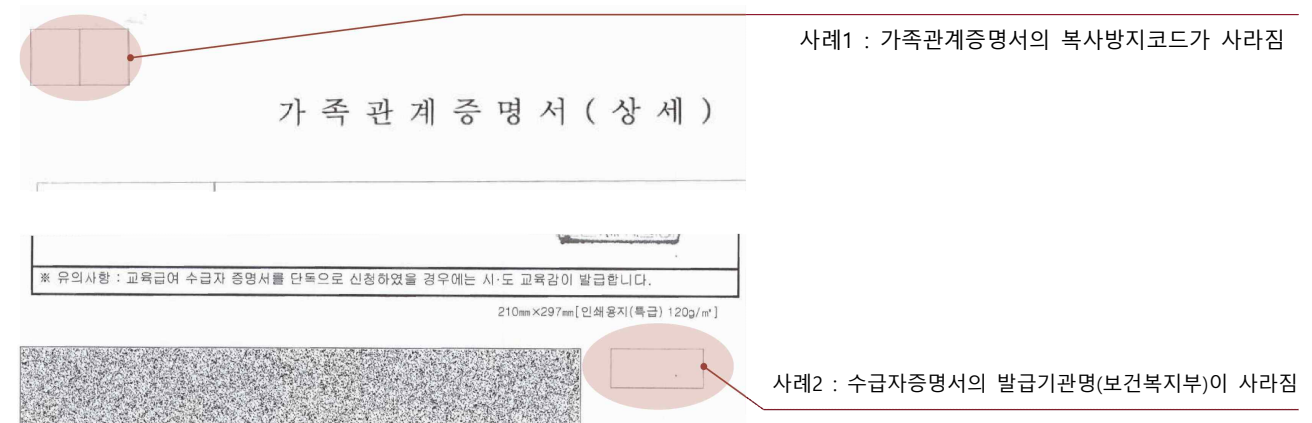 사례1 : 가족관계증명서의 복사방지코드가 사라짐
가족관계증명서(상세)
※ 유의사항 : 교육급여 수급자 증명서를 단독으로 신청하였을 경우에는 시·도 교육감이 발급합니다.
210㎜×297㎜[인쇄용지(특급) 120g/㎡]
사례2 : 수급자증명서의 발급기관명(보건복지부)이 사라짐